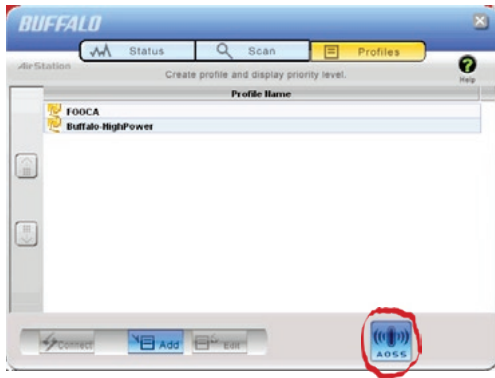 BUFFALO
Status Scan Profiles
AirStation
Create profile and display priority level.
Help
Profile Name
FOOCA
Buffalo-HighPower
Connect Add Edit
AOSS